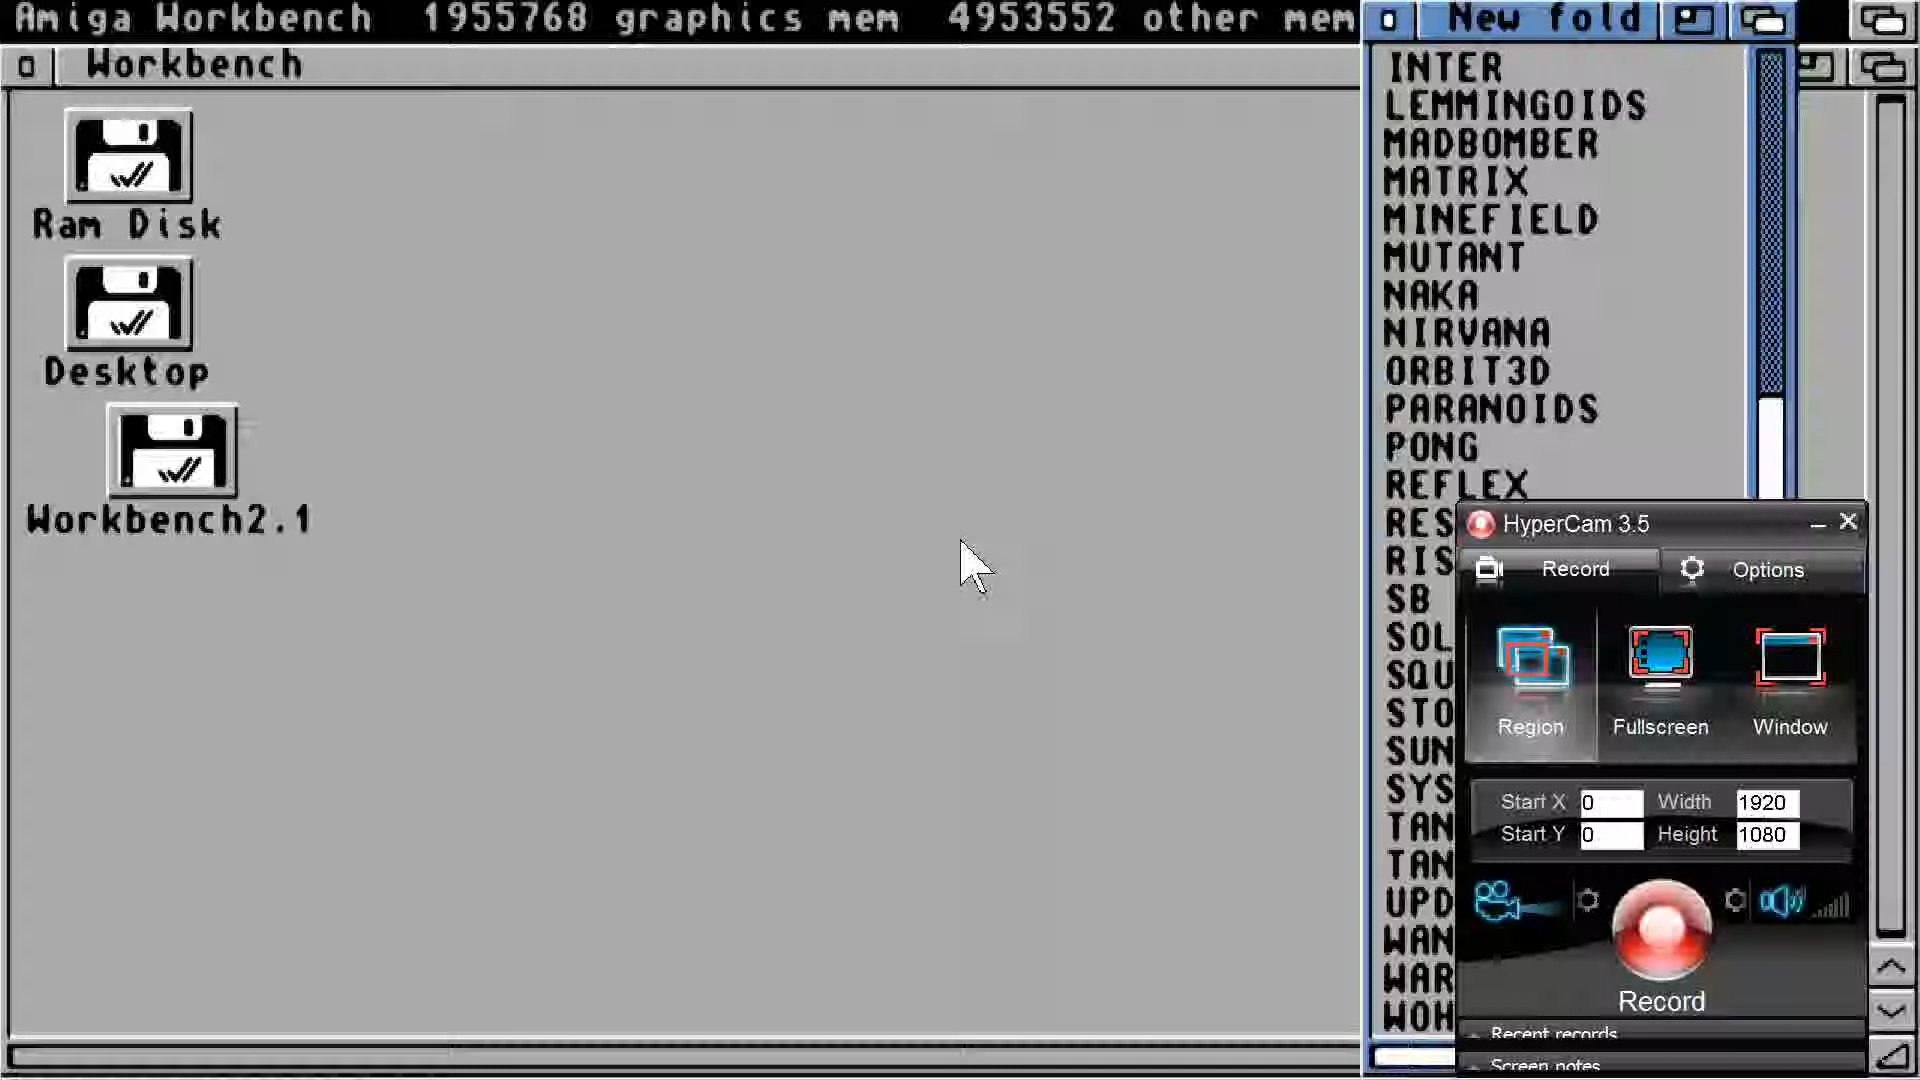 Amiga Workbench  1955768 graphics mem  4953552 other mem
Workbench
Ram Disk
Desktop
Workbench2.1
New fold
INTER
LEMMINGOIDS
MADBOMBER
MATRIX
MINEFIELD
MUTANT
NAKA
NIRVANA
ORBIT3D
PARANOIDS
PONG
REFLEX
RES
RIS
SB
SOL
SQU
STO
SUN
SYS
TAN
TAN
UPD
WAN
WAR
WOH
HyperCam 3.5
Record Options
Region Fullscreen Window
Start X 0 Width 1920
Start Y 0 Height 1080
Record
Recent records
Screen notes